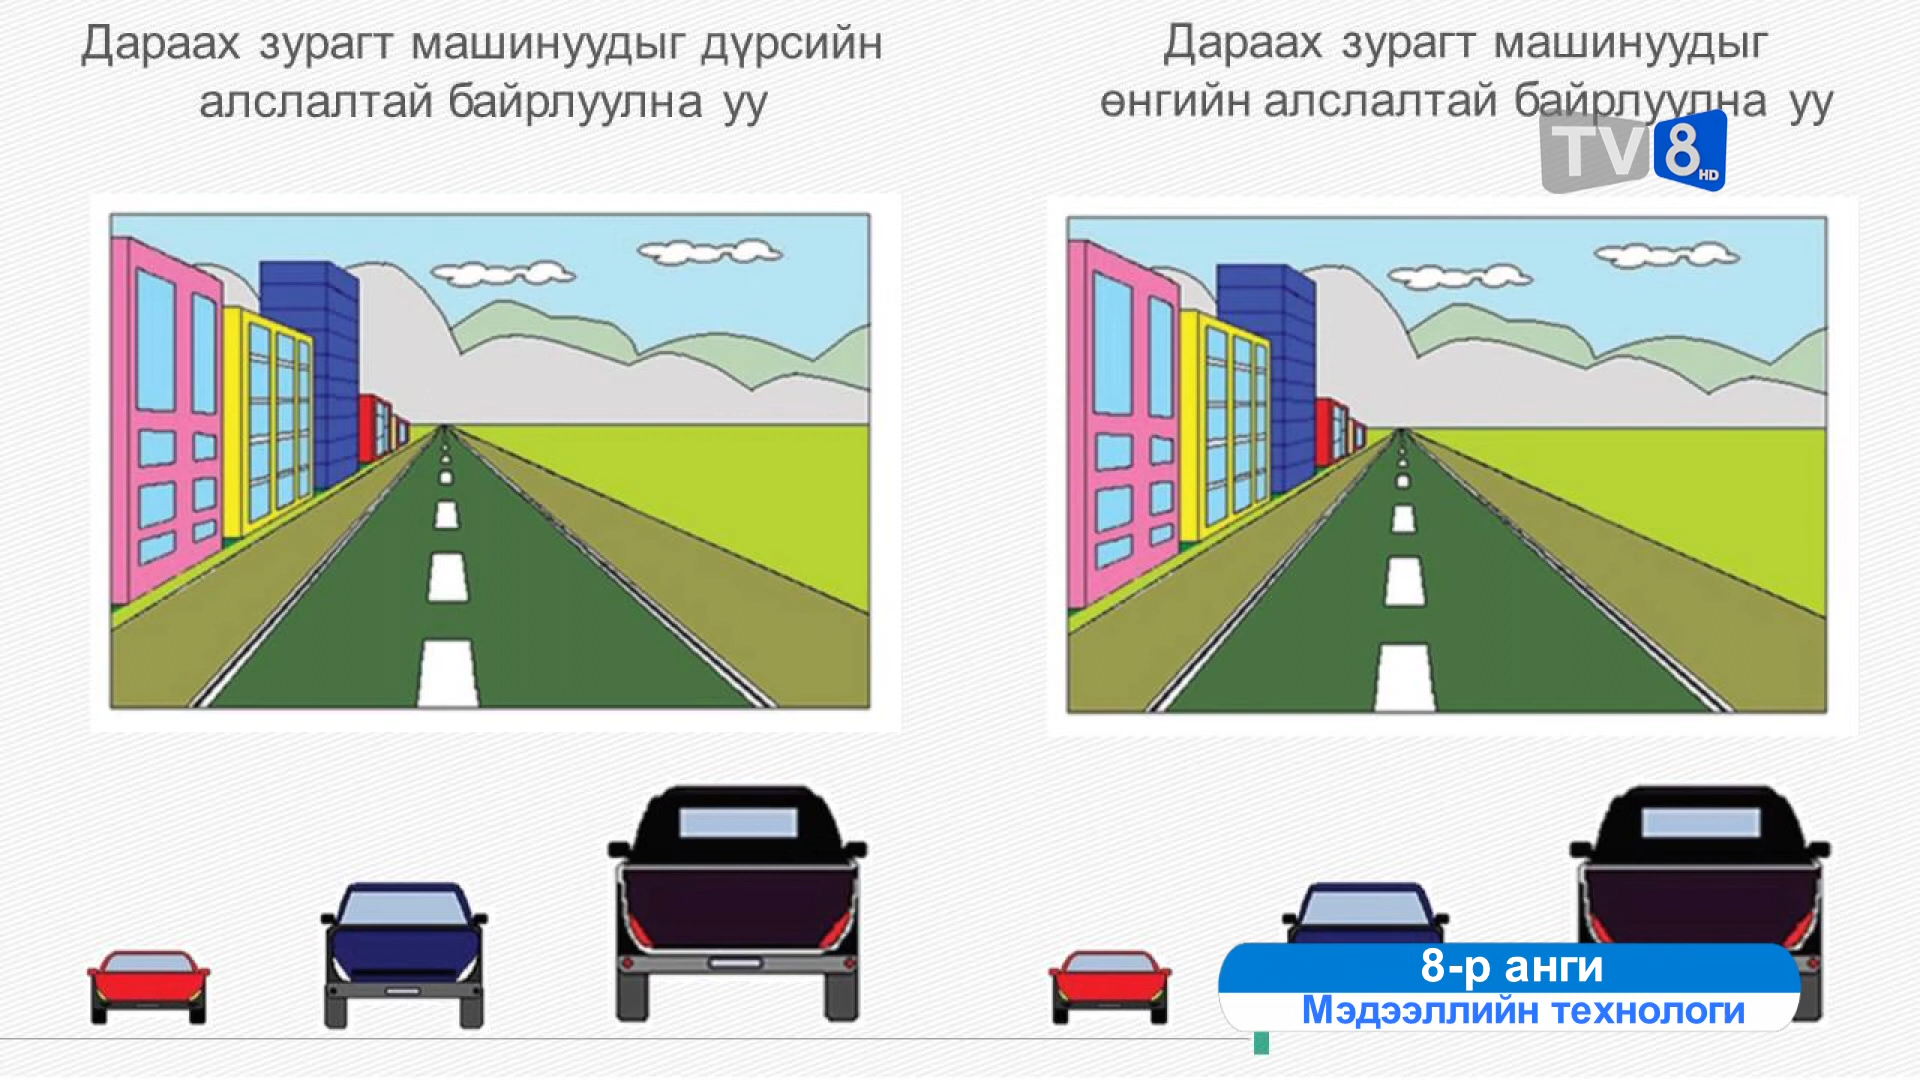 Дараах зурагт машинуудыг дүрсийн
алслалтай байрлуулна уу
Дараах зурагт машинуудыг
өнгийн алслалтай байрлуулна уу
TV8 HD
8-р анги
Мэдээллийн технологи